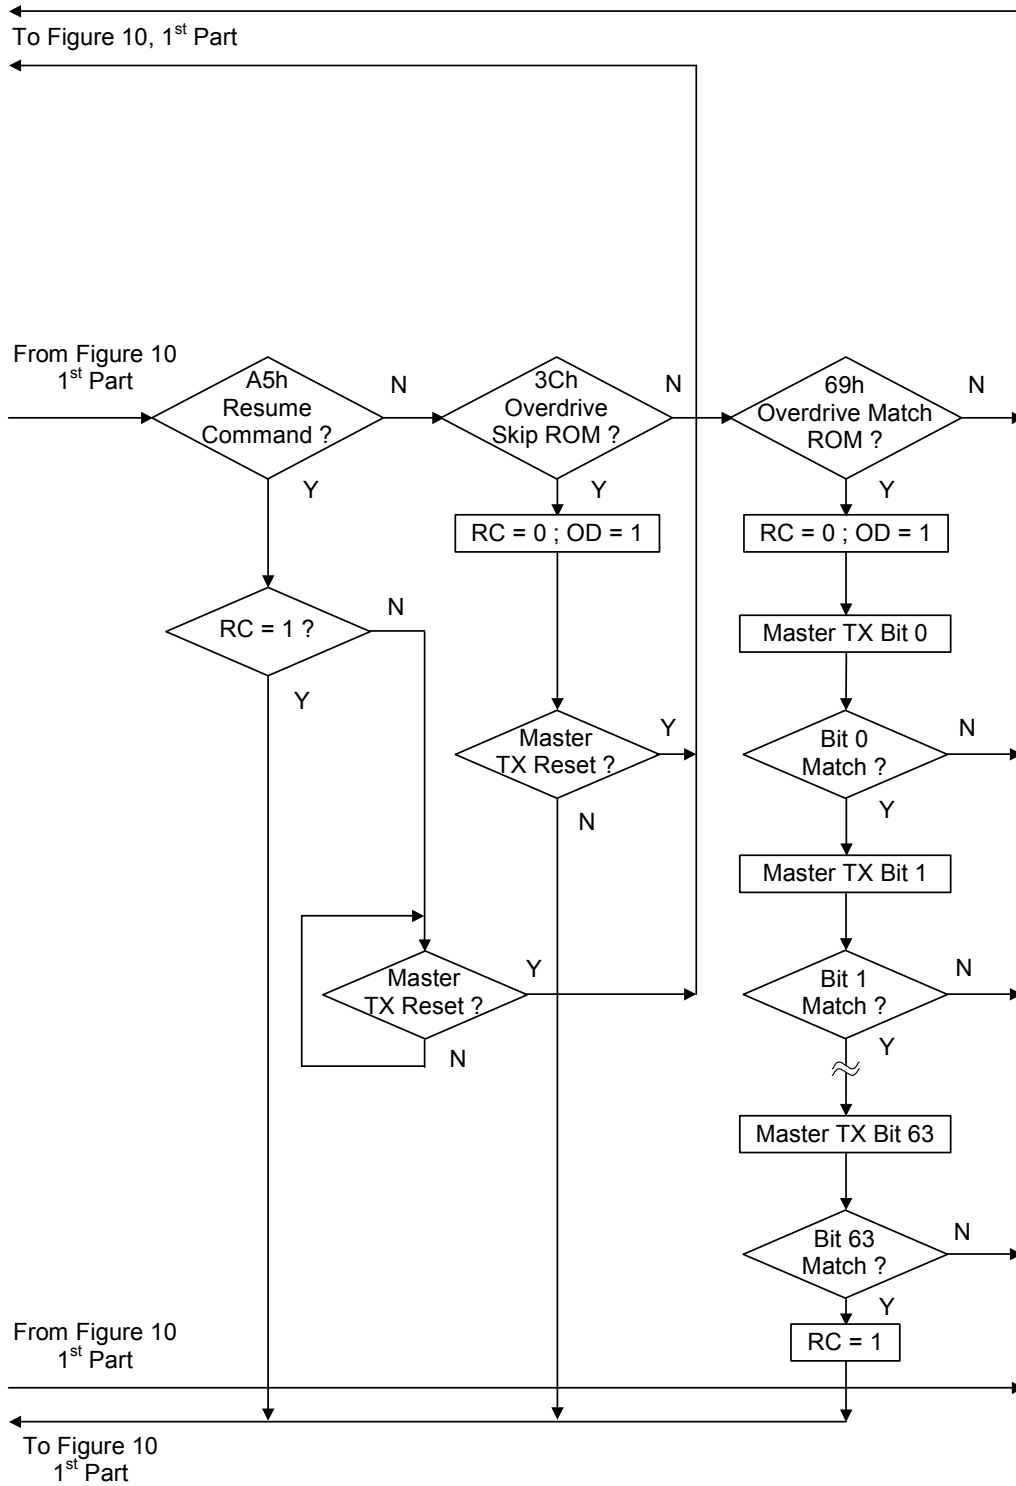 To Figure 10, 1st Part
From Figure 10
1st Part
A5h
Resume
Command ?
N
Y
3Ch
Overdrive
Skip ROM ?
N
Y
69h
Overdrive Match
ROM ?
N
Y
RC = 0 ; OD = 1
RC = 0 ; OD = 1
RC = 1 ?
N
Y
Master TX Bit 0
Master
TX Reset ?
Y
N
Bit 0
Match ?
N
Y
Master TX Bit 1
Master
TX Reset ?
Y
N
Bit 1
Match ?
N
Y
Master TX Bit 63
Bit 63
Match ?
N
Y
RC = 1
From Figure 10
1st Part
To Figure 10
1st Part